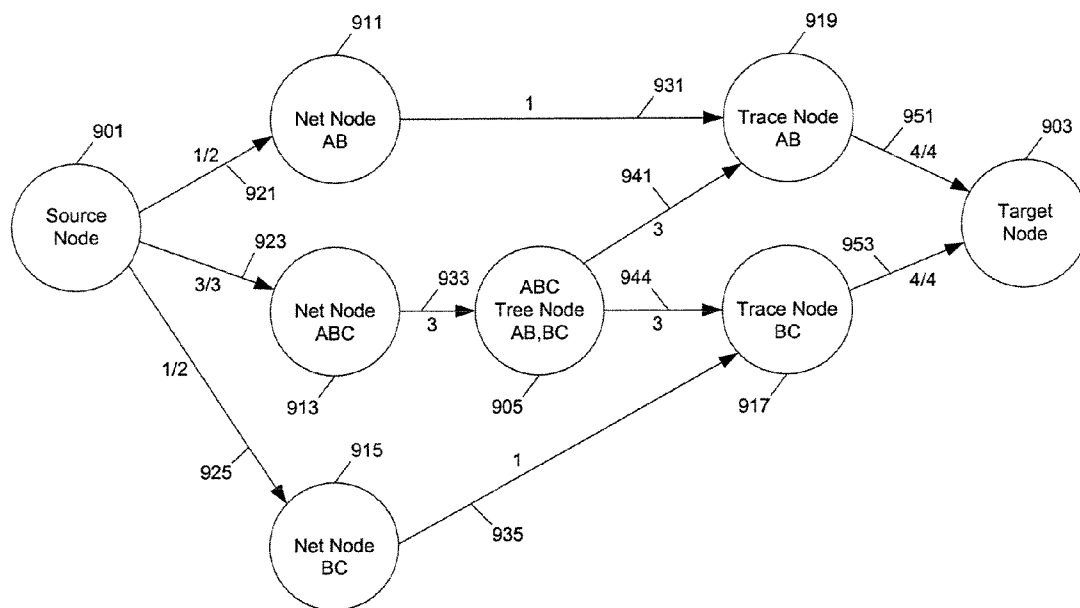 911
919
Net Node
AB
1
931
Trace Node
AB
951
4/4
903
901
1/2
921
Source
Node
941
3
Target
Node
923
3/3
933
3
ABC
Tree Node
AB,BC
944
3
953
4/4
Net Node
ABC
Trace Node
BC
913
905
917
1/2
925
915
1
935
Net Node
BC